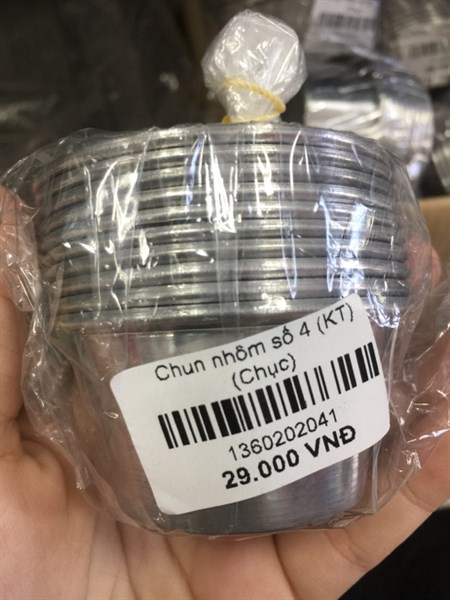 Chun nhôm số 4 (KT)
(Chục)
1360202041
29.000 VNĐ